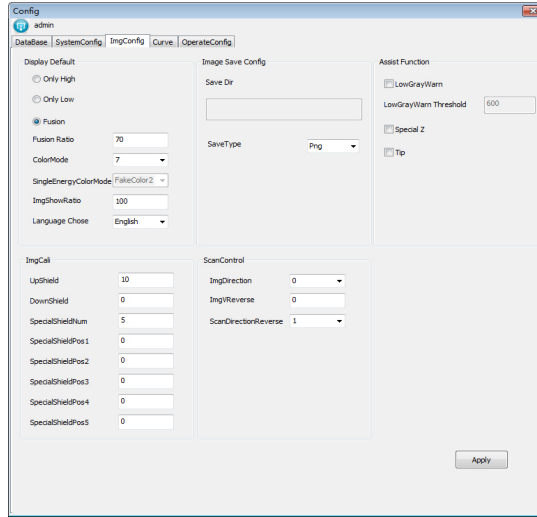 Config
admin
DataBase SystemConfig ImgConfig Curve OperateConfig
Display Default
Only High
Only Low
Fusion
Fusion Ratio 70
ColorMode 7
SingleEnergyColorMode FakeColor2
ImgShowRatio 100
Language Chose English
Image Save Config
Save Dir
SaveType Png
Assist Function
LowGrayWarn
LowGrayWarn Threshold 600
Special Z
Tip
ImgCali
UpShield 10
DownShield 0
SpecialShieldNum 5
SpecialShieldPos1 0
SpecialShieldPos2 0
SpecialShieldPos3 0
SpecialShieldPos4 0
SpecialShieldPos5 0
ScanControl
ImgDirection 0
ImgVReverse 0
ScanDirectionReverse 1
Apply